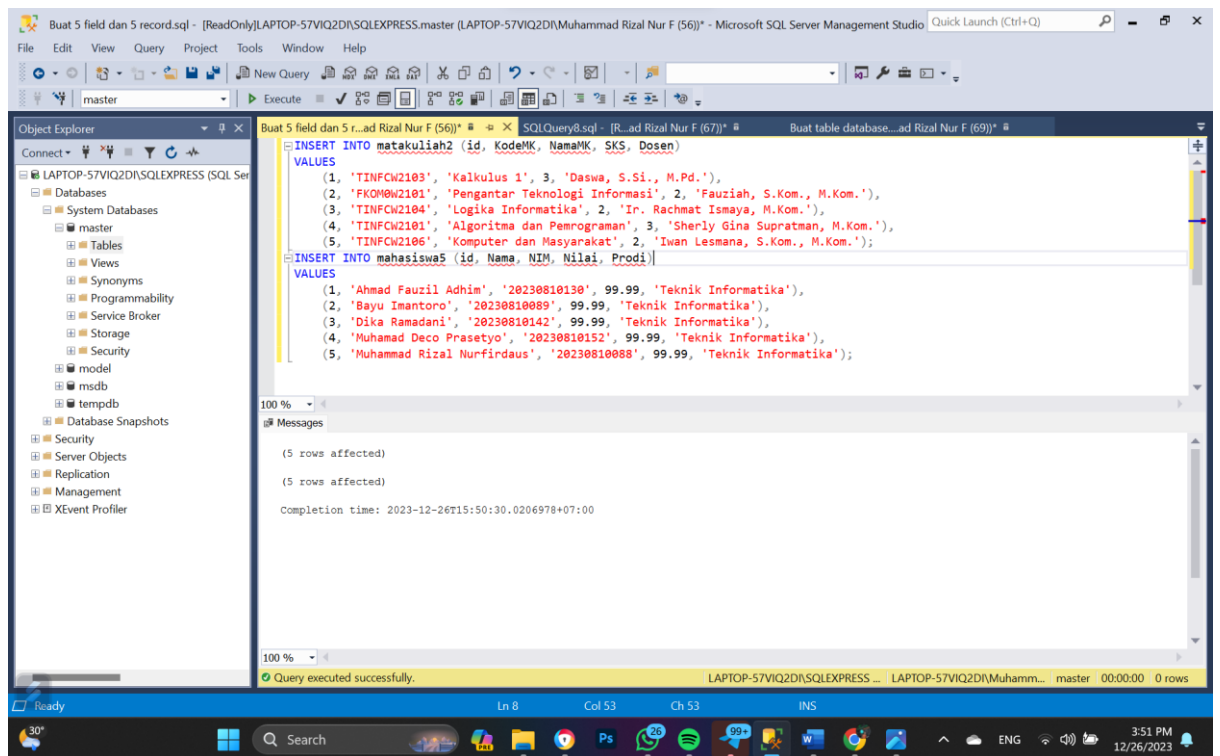 Buat 5 field dan 5 record.sql - [ReadOnly]LAPTOP-57VIQ2DI\SQLEXPRESS.master (LAPTOP-57VIQ2DI\Muhammad Rizal Nur F (56))* - Microsoft SQL Server Management Studio
Quick Launch (Ctrl+Q)
File Edit View Query Project Tools Window Help
New Query
master
Execute
Object Explorer
Connect
LAPTOP-57VIQ2DI\SQLEXPRESS (SQL Ser
Databases
System Databases
master
Tables
Views
Synonyms
Programmability
Service Broker
Storage
Security
model
msdb
tempdb
Database Snapshots
Security
Server Objects
Replication
Management
XEvent Profiler
Buat 5 field dan 5 r...ad Rizal Nur F (56))*
SQLQuery8.sql - [R...ad Rizal Nur F (67))*
Buat table database....ad Rizal Nur F (69))*
INSERT INTO matakuliah2 (id, KodeMK, NamaMK, SKS, Dosen)
VALUES
(1, 'TINFCW2103', 'Kalkulus 1', 3, 'Daswa, S.Si., M.Pd.'),
(2, 'FKOM0W2101', 'Pengantar Teknologi Informasi', 2, 'Fauziah, S.Kom., M.Kom.'),
(3, 'TINFCW2104', 'Logika Informatika', 2, 'Ir. Rachmat Ismaya, M.Kom.'),
(4, 'TINFCW2101', 'Algoritma dan Pemrograman', 3, 'Sherly Gina Supratman, M.Kom.'),
(5, 'TINFCW2106', 'Komputer dan Masyarakat', 2, 'Iwan Lesmana, S.Kom., M.Kom.');
INSERT INTO mahasiswa5 (id, Nama, NIM, Nilai, Prodi)
VALUES
(1, 'Ahmad Fauzil Adhim', '20230810130', 99.99, 'Teknik Informatika'),
(2, 'Bayu Imantoro', '20230810089', 99.99, 'Teknik Informatika'),
(3, 'Dika Ramadani', '20230810142', 99.99, 'Teknik Informatika'),
(4, 'Muhamad Deco Prasetyo', '20230810152', 99.99, 'Teknik Informatika'),
(5, 'Muhammad Rizal Nurfirdaus', '20230810088', 99.99, 'Teknik Informatika');
100 %
Messages
(5 rows affected)
(5 rows affected)
Completion time: 2023-12-26T15:50:30.0206978+07:00
100 %
Query executed successfully.
LAPTOP-57VIQ2DI\SQLEXPRESS ... LAPTOP-57VIQ2DI\Muhamm... master 00:00:00 0 rows
Ready Ln 8 Col 53 Ch 53 INS
30°
Search
PRE
Ps
26
99+
ENG
3:51 PM
12/26/2023